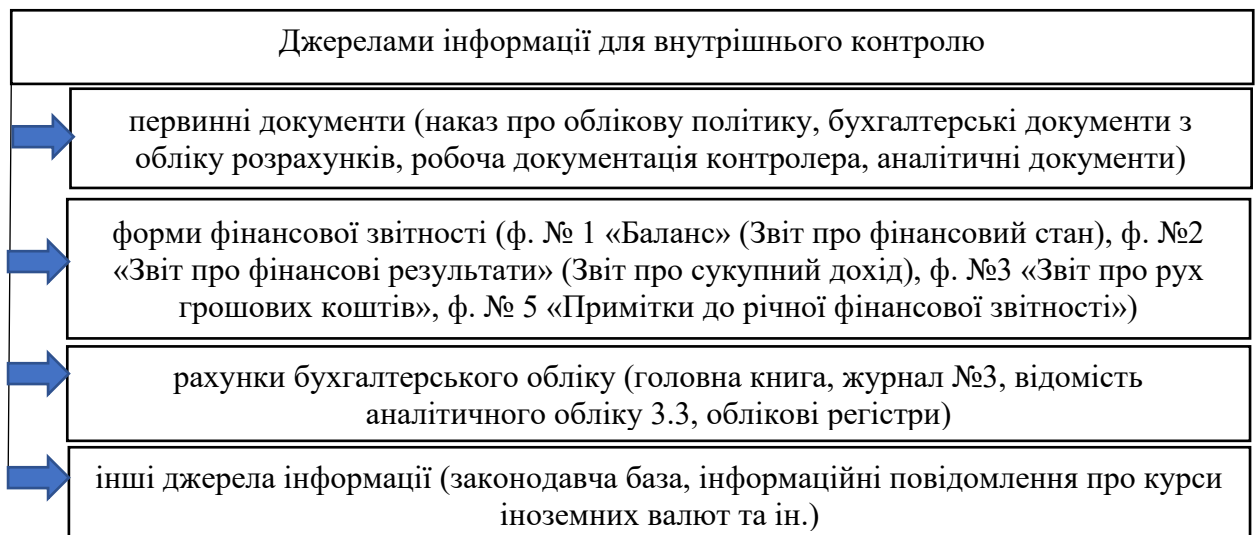 Джерелами інформації для внутрішнього контролю
первинні документи (наказ про облікову політику, бухгалтерські документи з
обліку розрахунків, робоча документація контролера, аналітичні документи)
форми фінансової звітності (ф. № 1 «Баланс» (Звіт про фінансовий стан), ф. №2
«Звіт про фінансові результати» (Звіт про сукупний дохід), ф. №3 «Звіт про рух
грошових коштів», ф. № 5 «Примітки до річної фінансової звітності»)
рахунки бухгалтерського обліку (головна книга, журнал №3, відомість
аналітичного обліку 3.3, облікові регістри)
інші джерела інформації (законодавча база, інформаційні повідомлення про курси
іноземних валют та ін.)